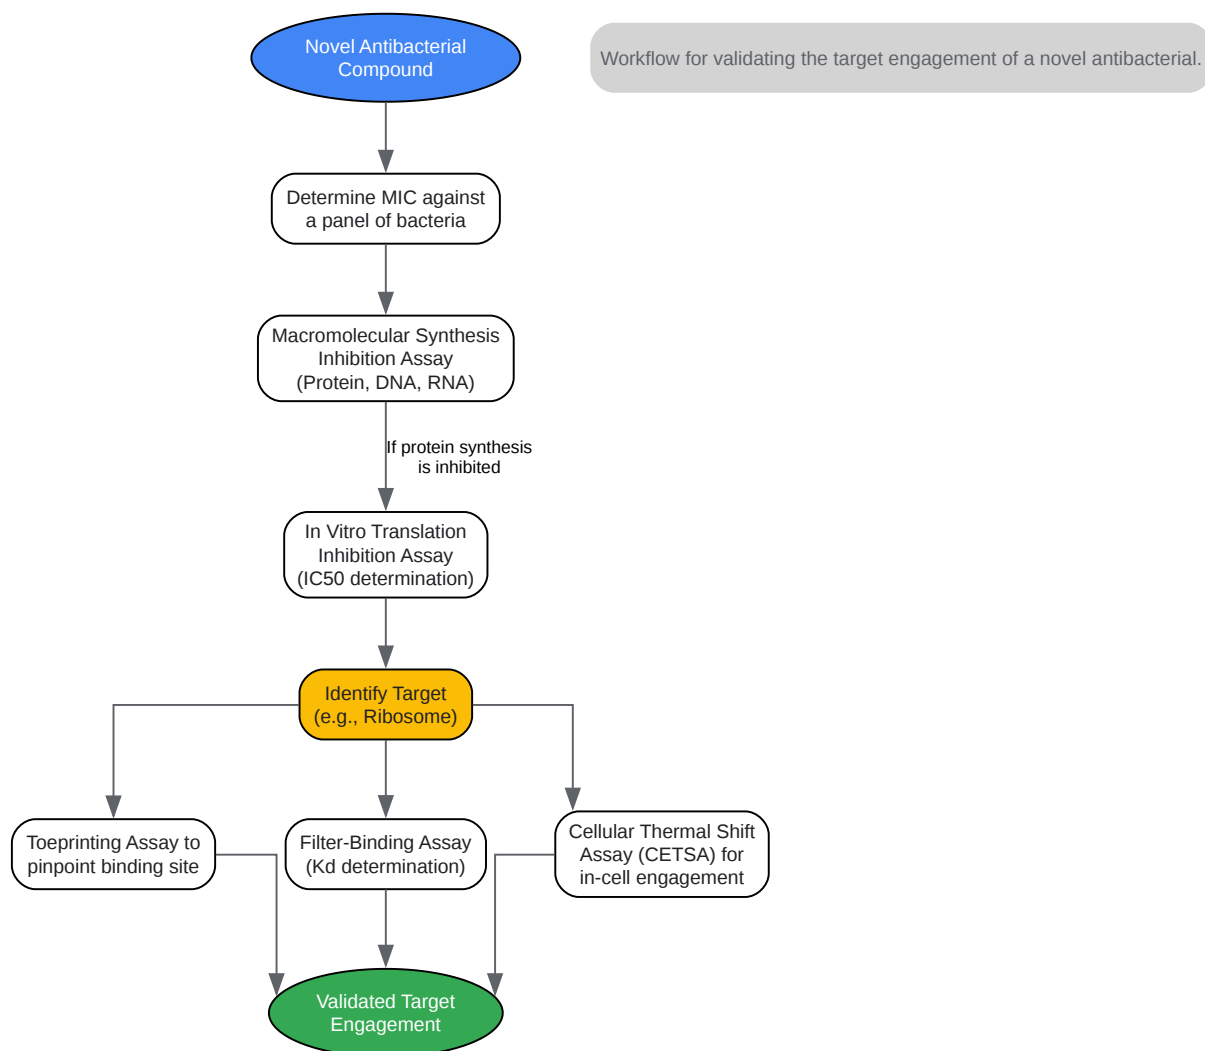 Novel Antibacterial
Compound
Workflow for validating the target engagement of a novel antibacterial.
Determine MIC against
a panel of bacteria
Macromolecular Synthesis
Inhibition Assay
(Protein, DNA, RNA)
If protein synthesis
is inhibited
In Vitro Translation
Inhibition Assay
(IC50 determination)
Identify Target
(e.g., Ribosome)
Toeprinting Assay to
pinpoint binding site
Filter-Binding Assay
(Kd determination)
Cellular Thermal Shift
Assay (CETSA) for
in-cell engagement
Validated Target
Engagement